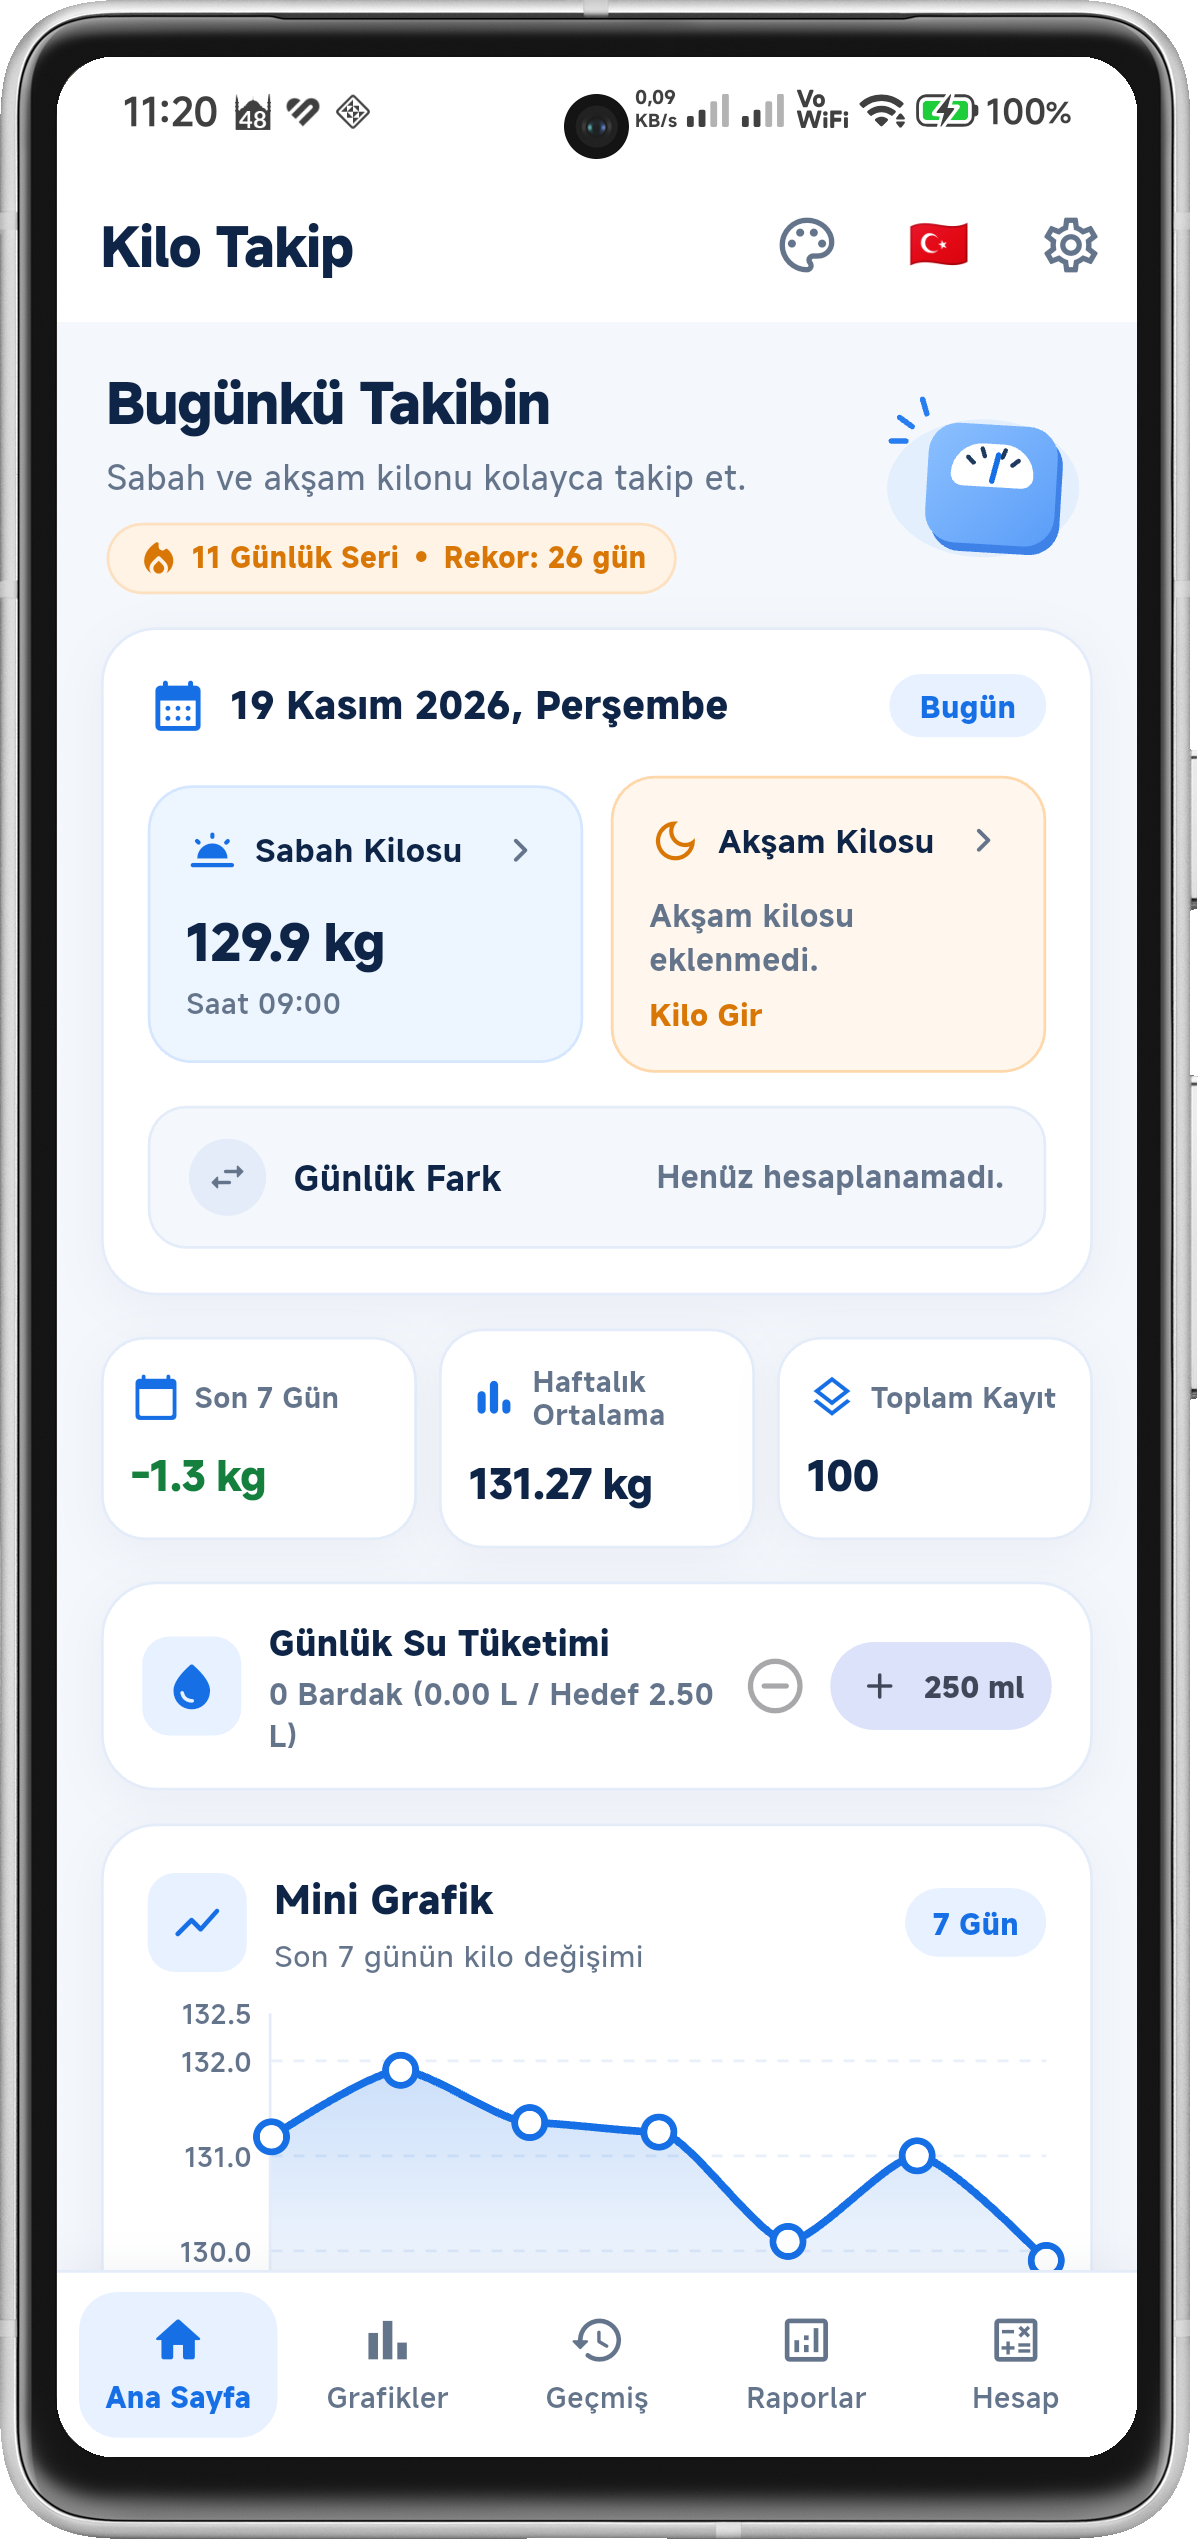 11:20
48
0,09
KB/s
Vo
WiFi
100%
Kilo Takip
Bugünkü Takibin
Sabah ve akşam kilonu kolayca takip et.
11 Günlük Seri • Rekor: 26 gün
19 Kasım 2026, Perşembe
Bugün
Sabah Kilosu
129.9 kg
Saat 09:00
Akşam Kilosu
Akşam kilosu
eklenmedi.
Kilo Gir
Günlük Fark
Henüz hesaplanamadı.
Son 7 Gün
-1.3 kg
Haftalık
Ortalama
131.27 kg
Toplam Kayıt
100
Günlük Su Tüketimi
0 Bardak (0.00 L / Hedef 2.50
L)
+ 250 ml
Mini Grafik
Son 7 günün kilo değişimi
7 Gün
132.5
132.0
131.0
130.0
Ana Sayfa
Grafikler
Geçmiş
Raporlar
Hesap